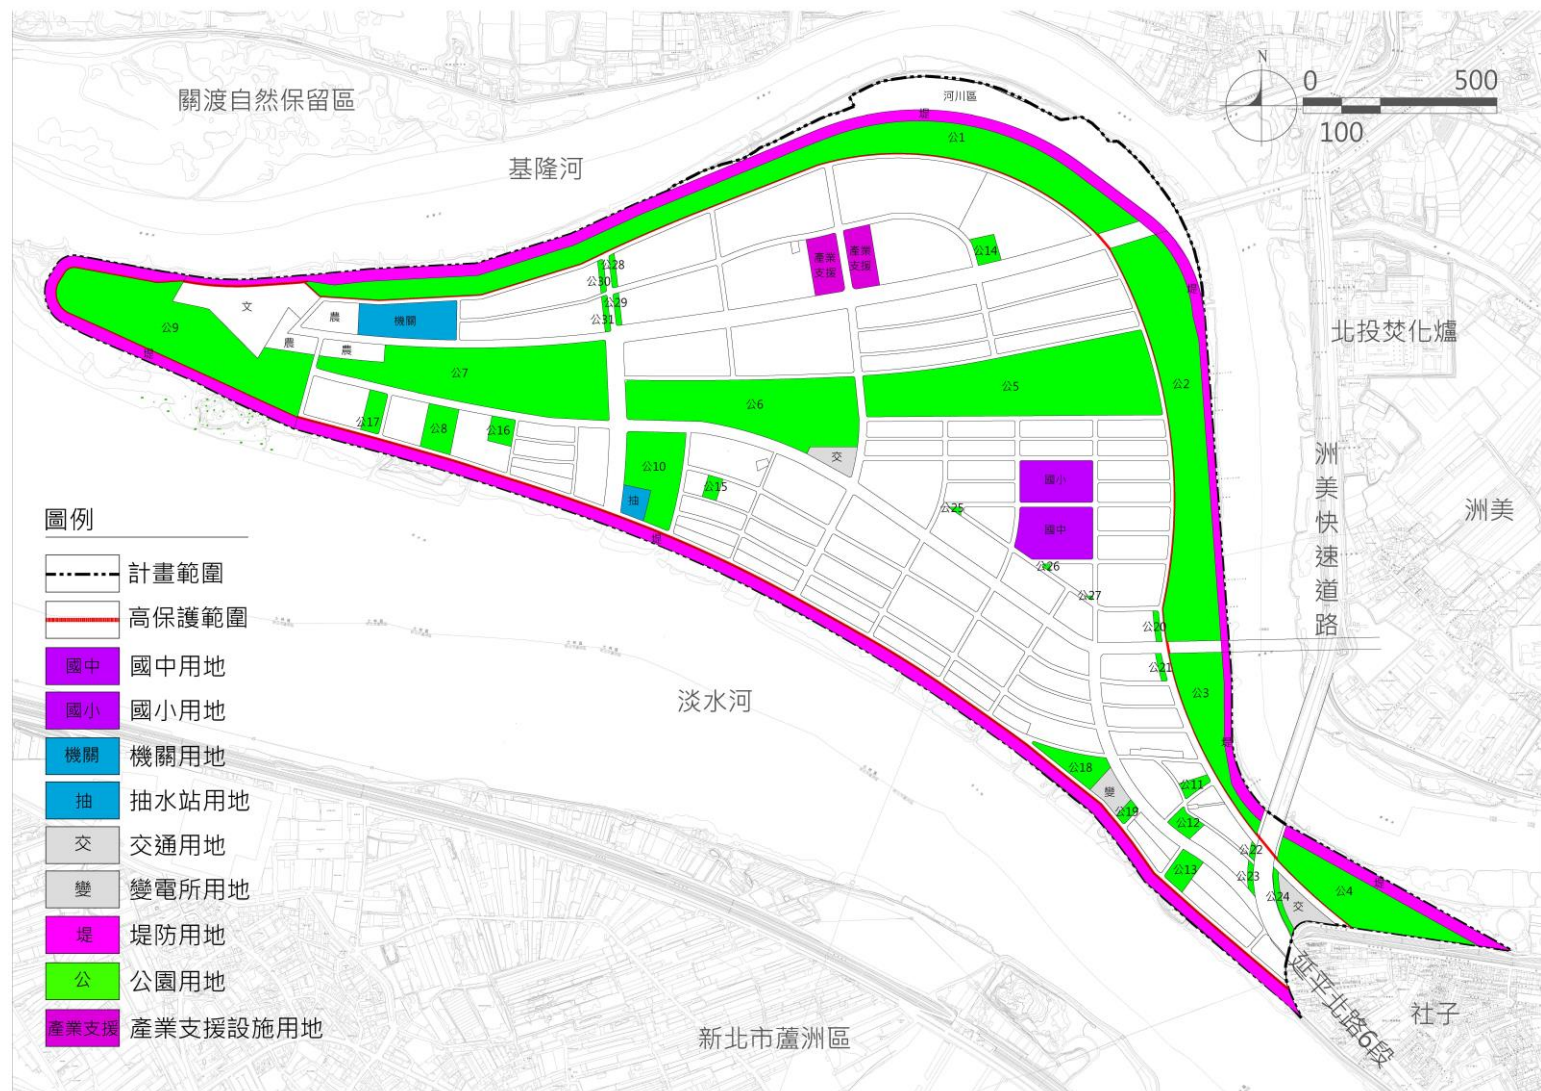 關渡自然保留區
基隆河
河川區
N
0
500
100
堤
公1
公14
產業
支援
產業
支援
公28
公30
公29
公31
文
農
機關
農
農
公9
堤
公7
公6
公5
公2
堤
北投焚化爐
公17
公8
公16
公10
抽
公15
交
國小
公25
國中
公26
公27
洲美快速道路
洲美
堤
公20
公21
公3
堤
淡水河
公18
變
公19
公11
公12
公13
公22
公23
公24
交
公4
堤
延平北路6段
社子
新北市蘆洲區
圖例
計畫範圍
高保護範圍
國中 國中用地
國小 國小用地
機關 機關用地
抽 抽水站用地
交 交通用地
變 變電所用地
堤 堤防用地
公 公園用地
產業支援 產業支援設施用地